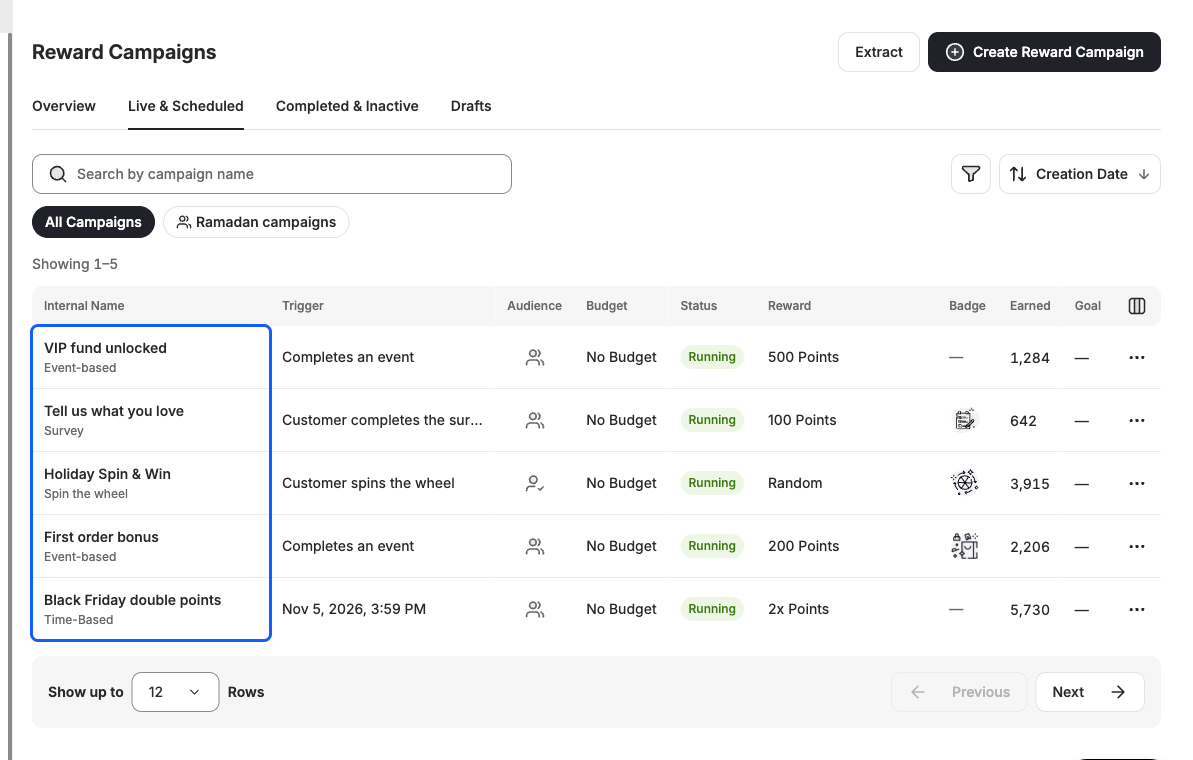 Reward Campaigns
Extract
Create Reward Campaign
Overview
Live & Scheduled
Completed & Inactive
Drafts
Search by campaign name
Creation Date
All Campaigns
Ramadan campaigns
Showing 1–5
Internal Name Trigger Audience Budget Status Reward Badge Earned Goal
VIP fund unlocked
Event-based
Completes an event No Budget Running 500 Points — 1,284 —
Tell us what you love
Survey
Customer completes the sur... No Budget Running 100 Points 642 —
Holiday Spin & Win
Spin the wheel
Customer spins the wheel No Budget Running Random 3,915 —
First order bonus
Event-based
Completes an event No Budget Running 200 Points 2,206 —
Black Friday double points
Time-Based
Nov 5, 2026, 3:59 PM No Budget Running 2x Points — 5,730 —
Show up to 12 Rows
Previous
Next